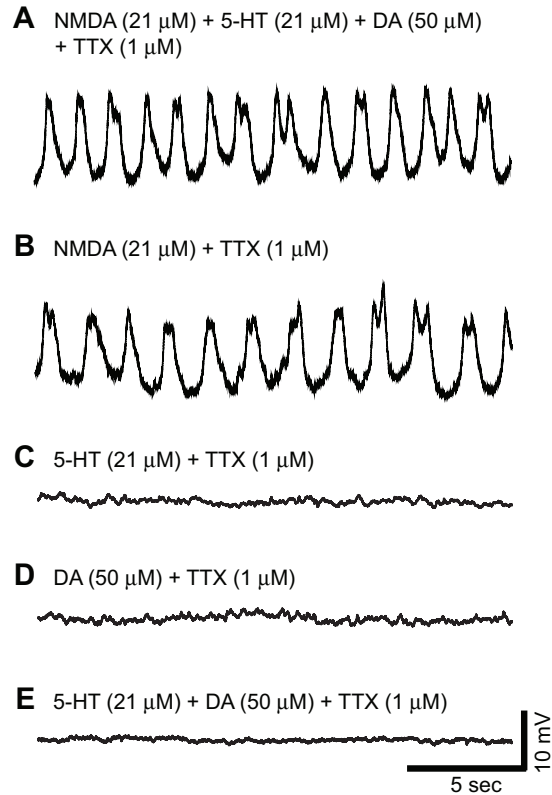 A NMDA (21 μM) + 5-HT (21 μM) + DA (50 μM)
+ TTX (1 μM)
B NMDA (21 μM) + TTX (1 μM)
C 5-HT (21 μM) + TTX (1 μM)
D DA (50 μM) + TTX (1 μM)
E 5-HT (21 μM) + DA (50 μM) + TTX (1 μM)
10 mV
5 sec